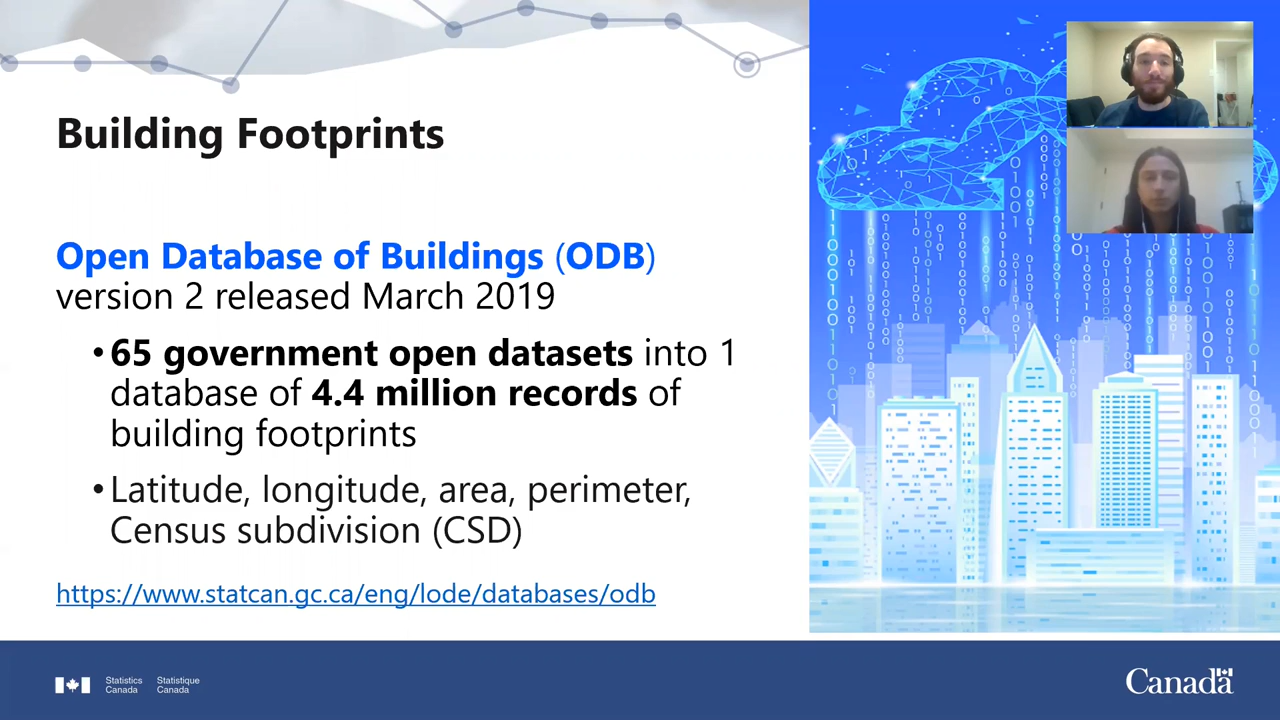 Building Footprints
Open Database of Buildings (ODB)
version 2 released March 2019
•65 government open datasets into 1
database of 4.4 million records of
building footprints
•Latitude, longitude, area, perimeter,
Census subdivision (CSD)
https://www.statcan.gc.ca/eng/lode/databases/odb
Statistics Statistique
Canada Canada
Canada